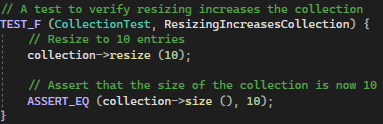 // A test to verify resizing increases the collection
TEST_F (CollectionTest, ResizingIncreasesCollection) {
    // Resize to 10 entries
    collection->resize (10);

    // Assert that the size of the collection is now 10
    ASSERT_EQ (collection->size (), 10);
}